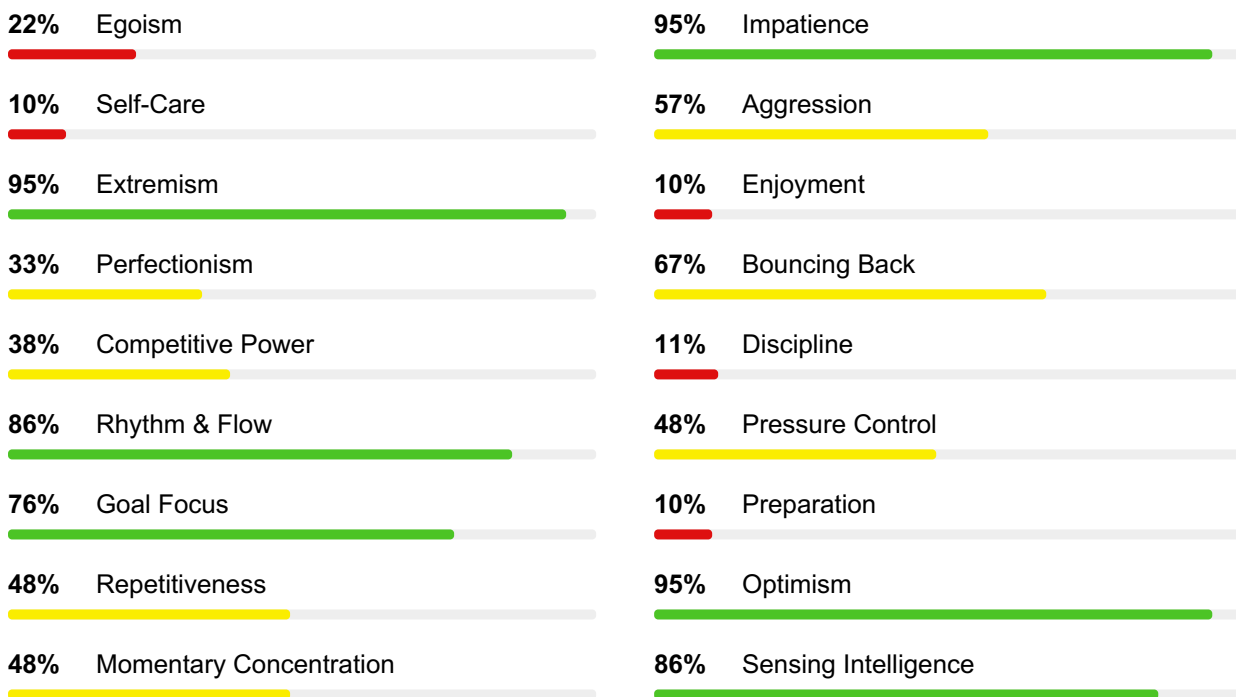 22% Egoism
95% Impatience
10% Self-Care
57% Aggression
95% Extremism
10% Enjoyment
33% Perfectionism
67% Bouncing Back
38% Competitive Power
11% Discipline
86% Rhythm & Flow
48% Pressure Control
76% Goal Focus
10% Preparation
48% Repetitiveness
95% Optimism
48% Momentary Concentration
86% Sensing Intelligence